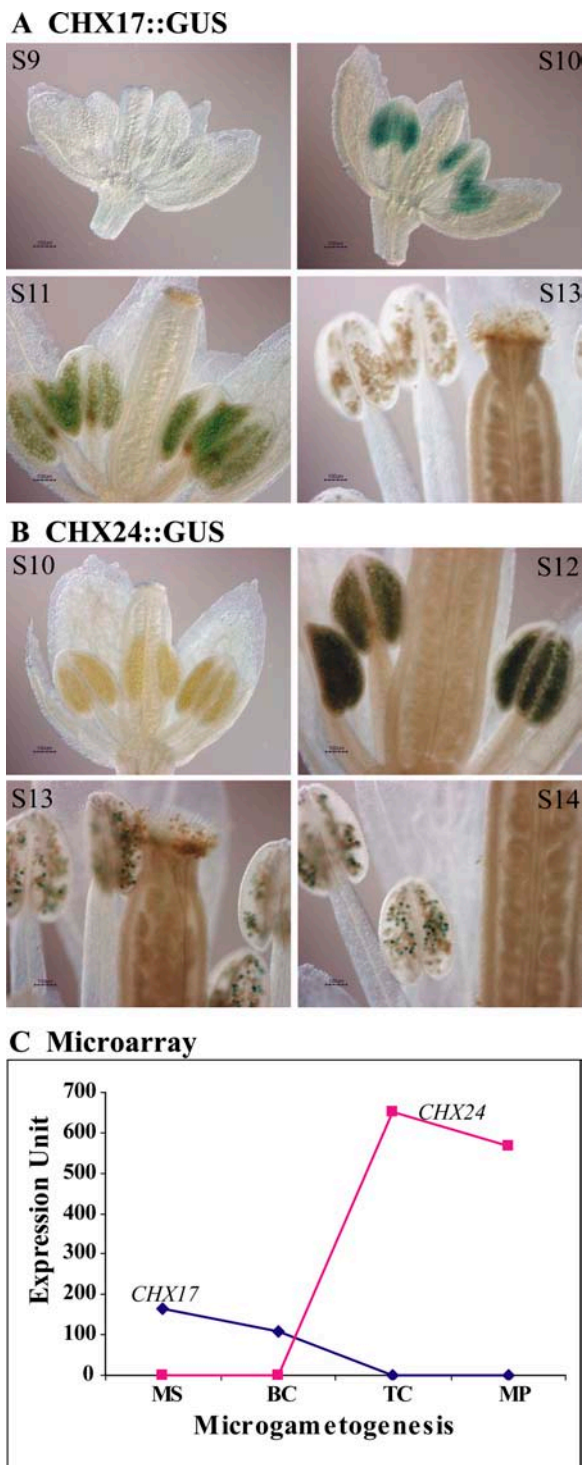 A CHX17::GUS
S9
S10
S11
S13
B CHX24::GUS
S10
S12
S13
S14
C Microarray
700
600
500
400
300
200
100
0
Expression Unit
CHX24
CHX17
MS BC TC MP
Microgametogenesis